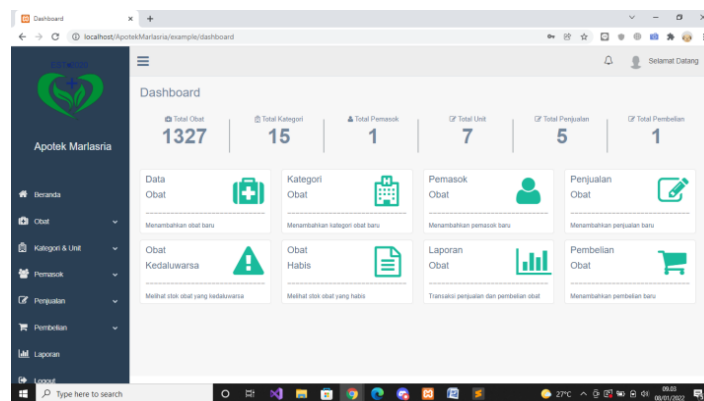 Dashboard
localhost/ApotekMarlasria/example/dashboard
Selamat Datang
Apotek Marlasria
Beranda
Obat
Kategori & Unit
Pemasok
Penjualan
Pembelian
Laporan
Logout
Dashboard
Total Obat
1327
Total Kategori
15
Total Pemasok
1
Total Unit
7
Total Penjualan
5
Total Pembelian
1
Data
Obat
Menambahkan obat baru
Kategori
Obat
Menambahkan kategori obat baru
Pemasok
Obat
Menambahkan pemasok baru
Penjualan
Obat
Menambahkan penjualan baru
Obat
Kedaluwarsa
Melihat stok obat yang kedaluwarsa
Obat
Habis
Melihat stok obat yang habis
Laporan
Obat
Transaksi penjualan dan pembelian obat
Pembelian
Obat
Menambahkan pembelian baru
Type here to search
27°C
09.03
08/01/2022